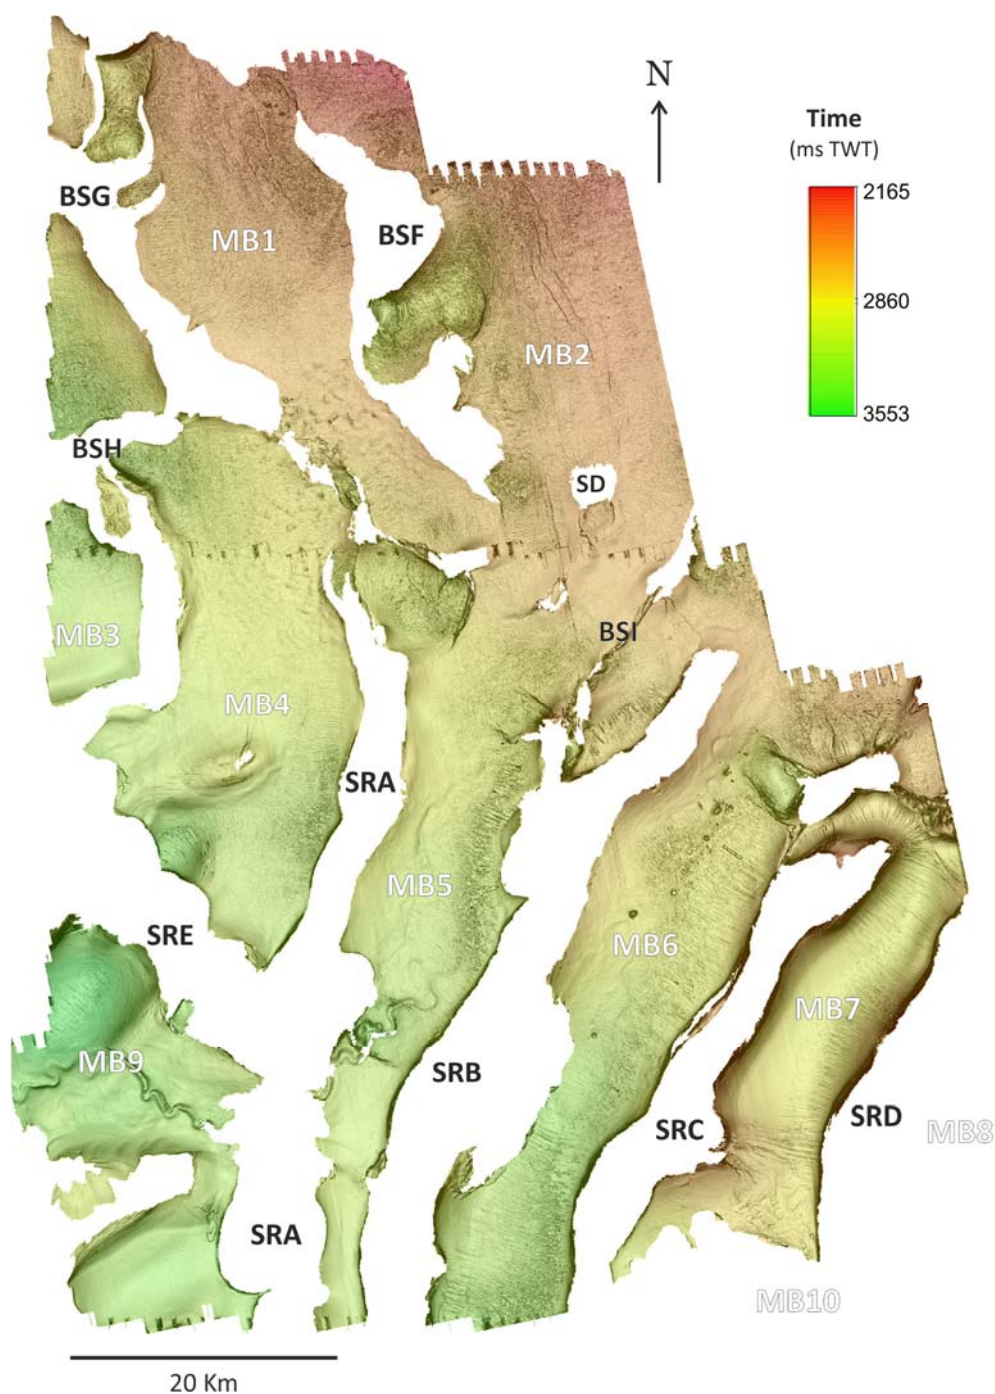 N
Time
(ms TWT)
2165
2860
3553
BSG
MB1
BSF
MB2
BSH
SD
MB3
BSI
MB4
SRA
MB5
SRE
MB6
MB7
MB9
SRB
SRC
SRD
MB8
SRA
MB10
20 Km